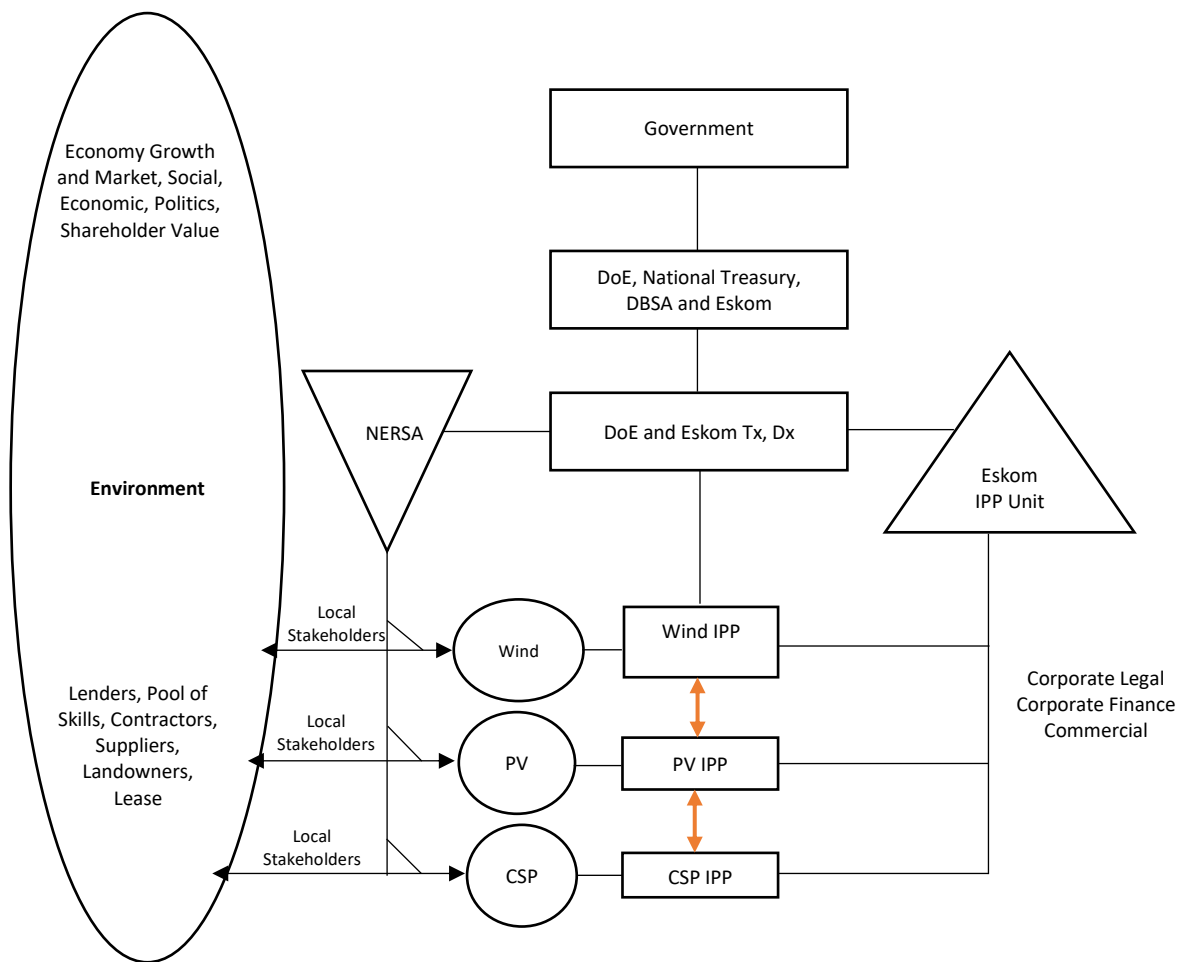 Government
Economy Growth
and Market, Social,
Economic, Politics,
Shareholder Value
DoE, National Treasury,
DBSA and Eskom
NERSA
DoE and Eskom Tx, Dx
Eskom
IPP Unit
Environment
Local
Stakeholders
Wind
Wind IPP
Lenders, Pool of
Skills, Contractors,
Suppliers,
Landowners,
Lease
Corporate Legal
Corporate Finance
Commercial
Local
Stakeholders
PV
PV IPP
Local
Stakeholders
CSP
CSP IPP